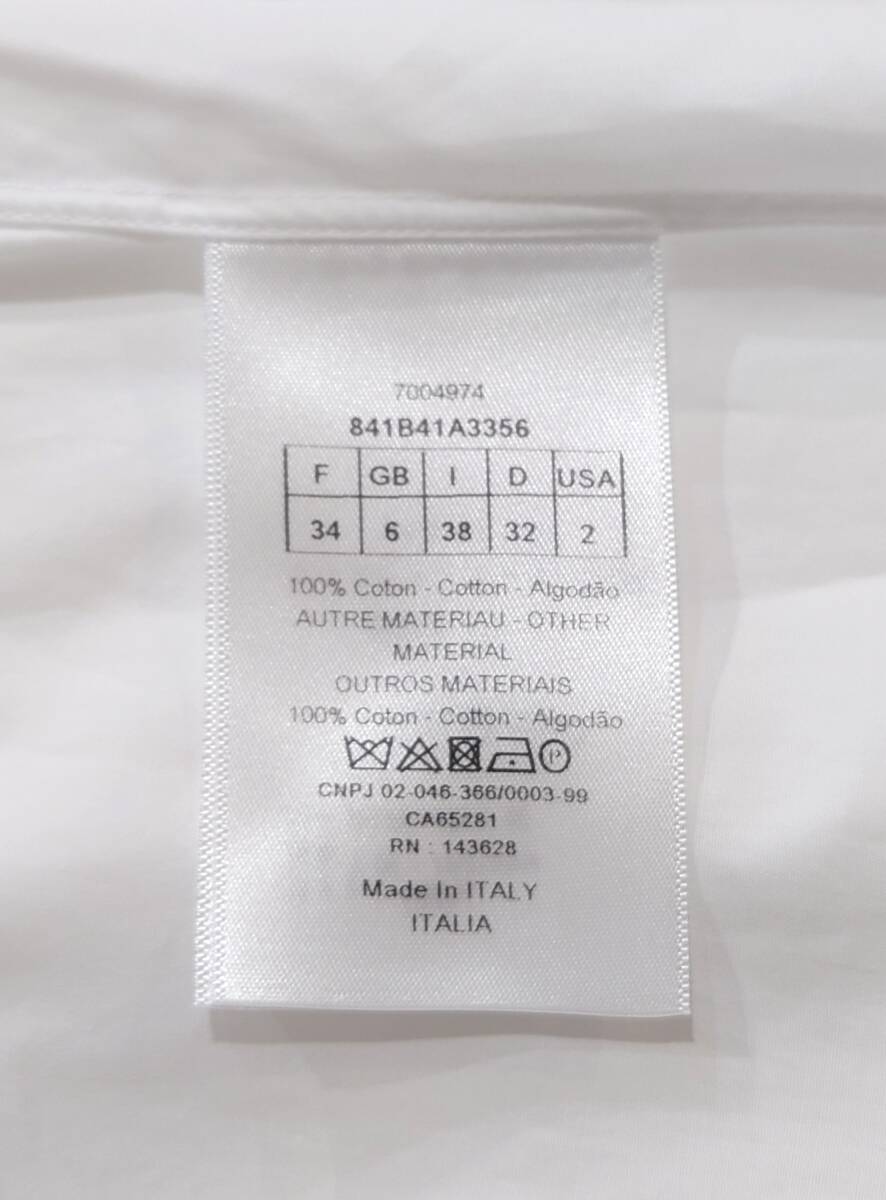 7004974
841B41A3356
F GB I D USA
34 6 38 32 2
100% Coton - Cotton - Algodão
AUTRE MATERIAU - OTHER
MATERIAL
OUTROS MATERIAIS
100% Coton - Cotton - Algodão
P
CNPJ 02-046-366/0003-99
CA65281
RN : 143628
Made In ITALY
ITALIA